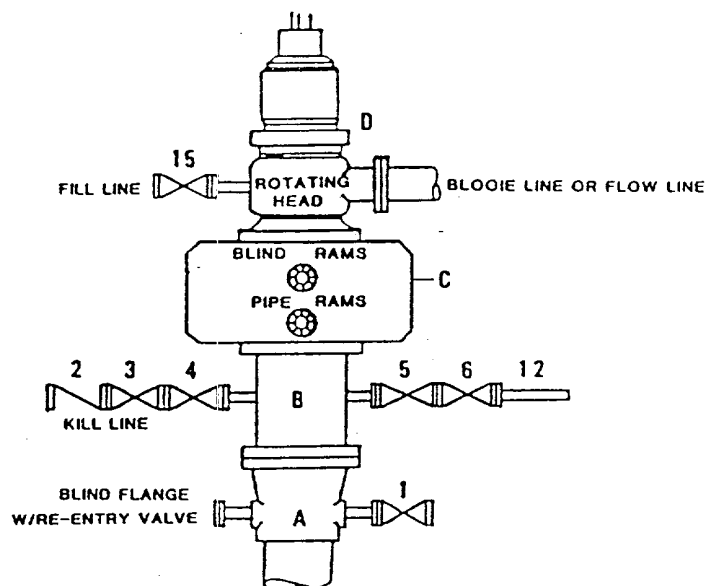 D
15
FILL LINE
ROTATING HEAD
BLOOIE LINE OR FLOW LINE
BLIND RAMS
C
PIPE RAMS
2 3 4
5 6 12
B
KILL LINE
BLIND FLANGE
W/RE-ENTRY VALVE
1
A